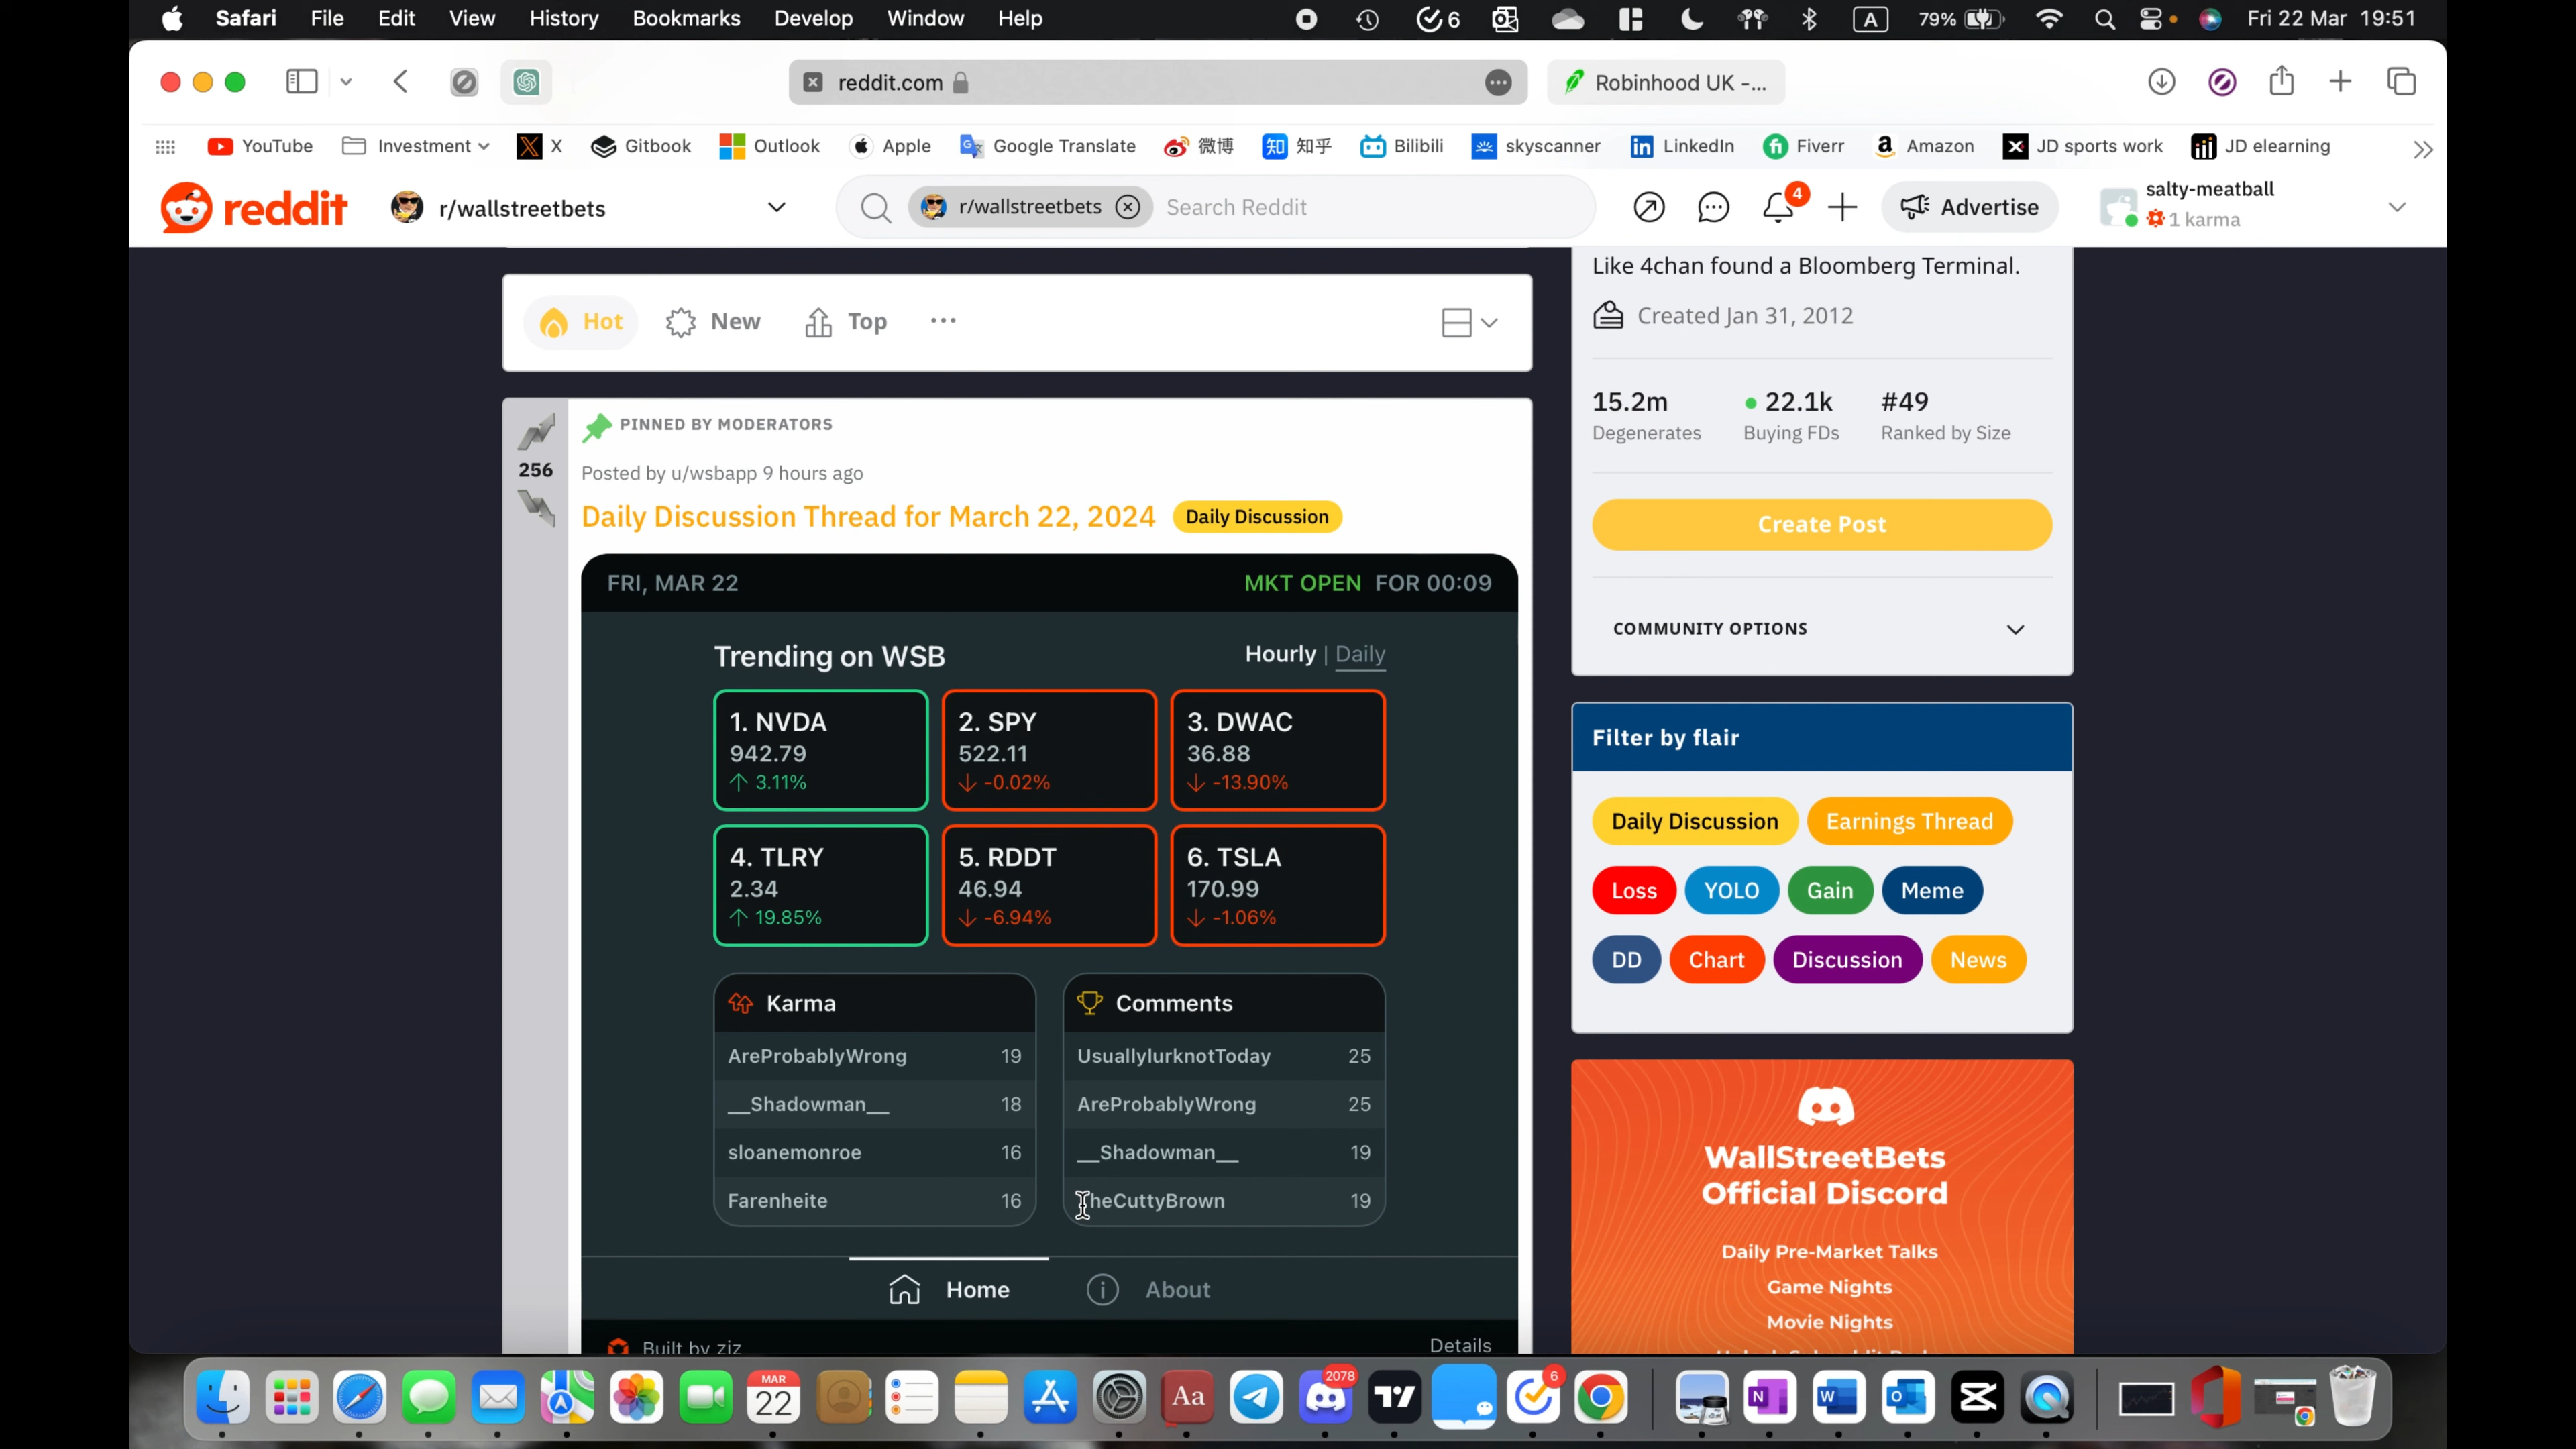 Safari File Edit View History Bookmarks Develop Window Help 6 A 79% Fri 22 Mar 19:51
reddit.com Robinhood UK -...
YouTube Investment X Gitbook Outlook Apple Google Translate 微博 知乎 Bilibili skyscanner LinkedIn Fiverr Amazon JD sports work JD elearning
reddit r/wallstreetbets r/wallstreetbets Search Reddit 4 Advertise salty-meatball
1 karma
Hot New Top
PINNED BY MODERATORS
256
Posted by u/wsbapp 9 hours ago
Daily Discussion Thread for March 22, 2024 Daily Discussion
FRI, MAR 22 MKT OPEN FOR 00:09
Trending on WSB Hourly | Daily
1. NVDA
942.79
↑ 3.11%
2. SPY
522.11
↓ -0.02%
3. DWAC
36.88
↓ -13.90%
4. TLRY
2.34
↑ 19.85%
5. RDDT
46.94
↓ -6.94%
6. TSLA
170.99
↓ -1.06%
Karma
AreProbablyWrong 19
__Shadowman__ 18
sloanemonroe 16
Farenheite 16
Comments
UsuallylurknotToday 25
AreProbablyWrong 25
__Shadowman__ 19
heCuttyBrown 19
Home About
Built by ziz Details
Like 4chan found a Bloomberg Terminal.
Created Jan 31, 2012
15.2m 22.1k #49
Degenerates Buying FDs Ranked by Size
Create Post
COMMUNITY OPTIONS
Filter by flair
Daily Discussion Earnings Thread
Loss YOLO Gain Meme
DD Chart Discussion News
WallStreetBets
Official Discord
Daily Pre-Market Talks
Game Nights
Movie Nights
MAR
22
Aa
2078
6
N
W
O